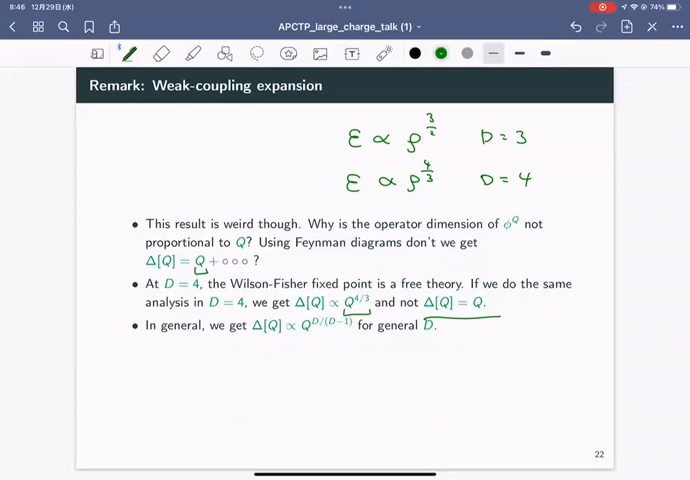 8:46 12月29日(水)
74%
APCTP_large_charge_talk (1)
Remark: Weak-coupling expansion
ε ∝ ρ^{3/2} D = 3
ε ∝ ρ^{4/3} D = 4
• This result is weird though. Why is the operator dimension of ϕ^Q not
proportional to Q? Using Feynman diagrams don't we get
Δ[Q] = Q + ∘∘∘ ?
• At D = 4, the Wilson-Fisher fixed point is a free theory. If we do the same
analysis in D = 4, we get Δ[Q] ∝ Q^{4/3} and not Δ[Q] = Q.
• In general, we get Δ[Q] ∝ Q^{D/(D−1)} for general D.
22